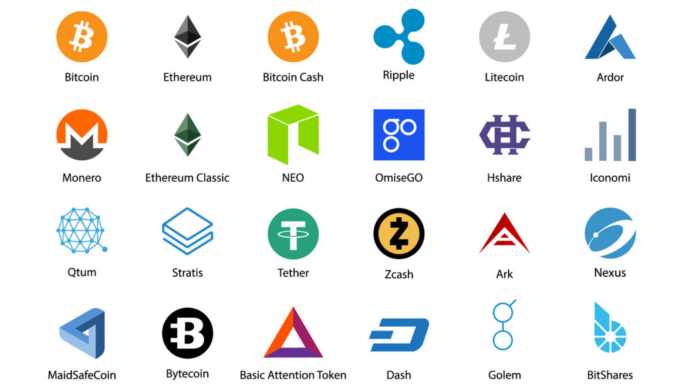 Bitcoin
Ethereum
Bitcoin Cash
Ripple
Litecoin
Ardor
Monero
Ethereum Classic
NEO
OmiseGO
Hshare
Iconomi
Qtum
Stratis
Tether
Zcash
Ark
Nexus
MaidSafeCoin
Bytecoin
Basic Attention Token
Dash
Golem
BitShares